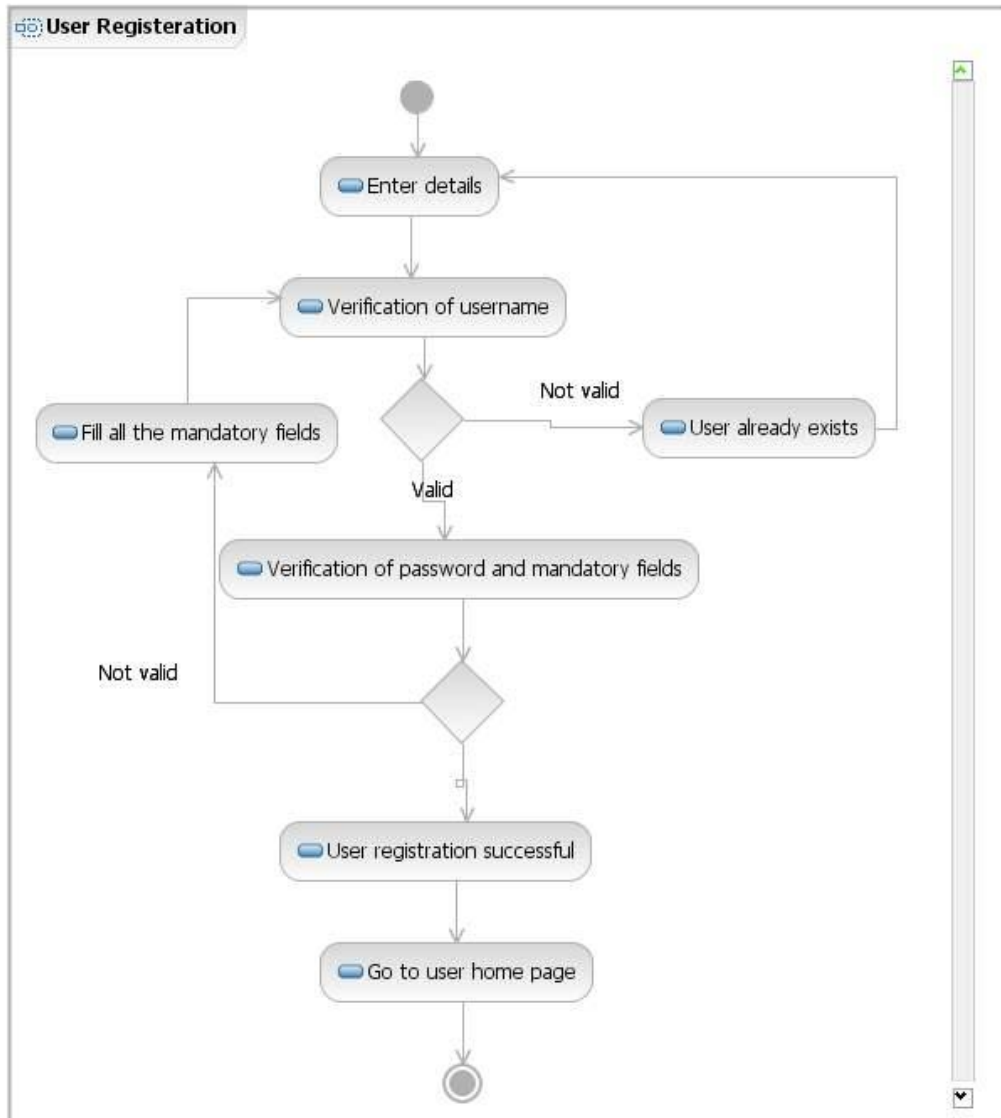 User Registeration
Enter details
Verification of username
Not valid
Fill all the mandatory fields
User already exists
Valid
Verification of password and mandatory fields
Not valid
User registration successful
Go to user home page